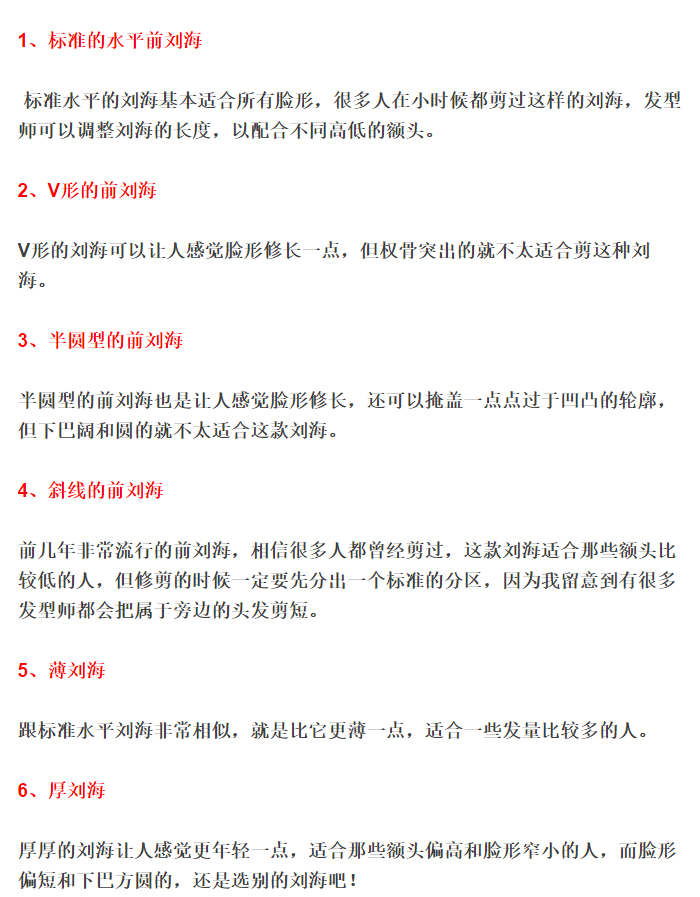 1、标准的水平前刘海
标准水平的刘海基本适合所有脸形，很多人在小时候都剪过这样的刘海，发型
师可以调整刘海的长度，以配合不同高低的额头。
2、V形的前刘海
V形的刘海可以让人感觉脸形修长一点，但权骨突出的就不太适合剪这种刘
海。
3、半圆型的前刘海
半圆型的前刘海也是让人感觉脸形修长，还可以掩盖一点点过于凹凸的轮廓，
但下巴阔和圆的就不太适合这款刘海。
4、斜线的前刘海
前几年非常流行的前刘海，相信很多人都曾经剪过，这款刘海适合那些额头比
较低的人，但修剪的时候一定要先分出一个标准的分区，因为我留意到有很多
发型师都会把属于旁边的头发剪短。
5、薄刘海
跟标准水平刘海非常相似，就是比它更薄一点，适合一些发量比较多的人。
6、厚刘海
厚厚的刘海让人感觉更年轻一点，适合那些额头偏高和脸形窄小的人，而脸形
偏短和下巴方圆的，还是选别的刘海吧！